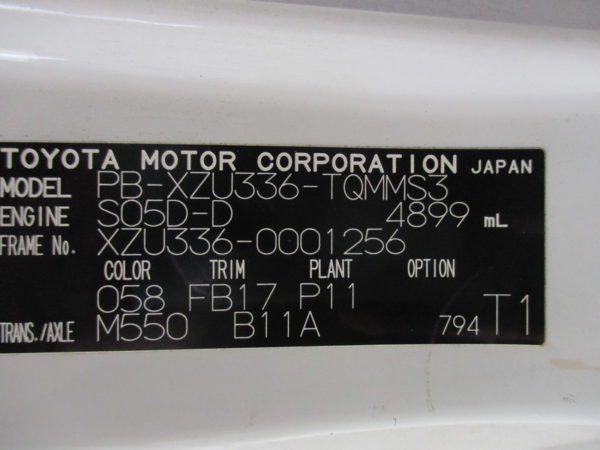 TOYOTA MOTOR CORPORATION JAPAN
MODEL PB-XZU336-TQMMS3
ENGINE S05D-D 4899 mL
FRAME No. XZU336-0001256
COLOR TRIM PLANT OPTION
058 FB17 P11
TRANS./AXLE M550 B11A 794 T1